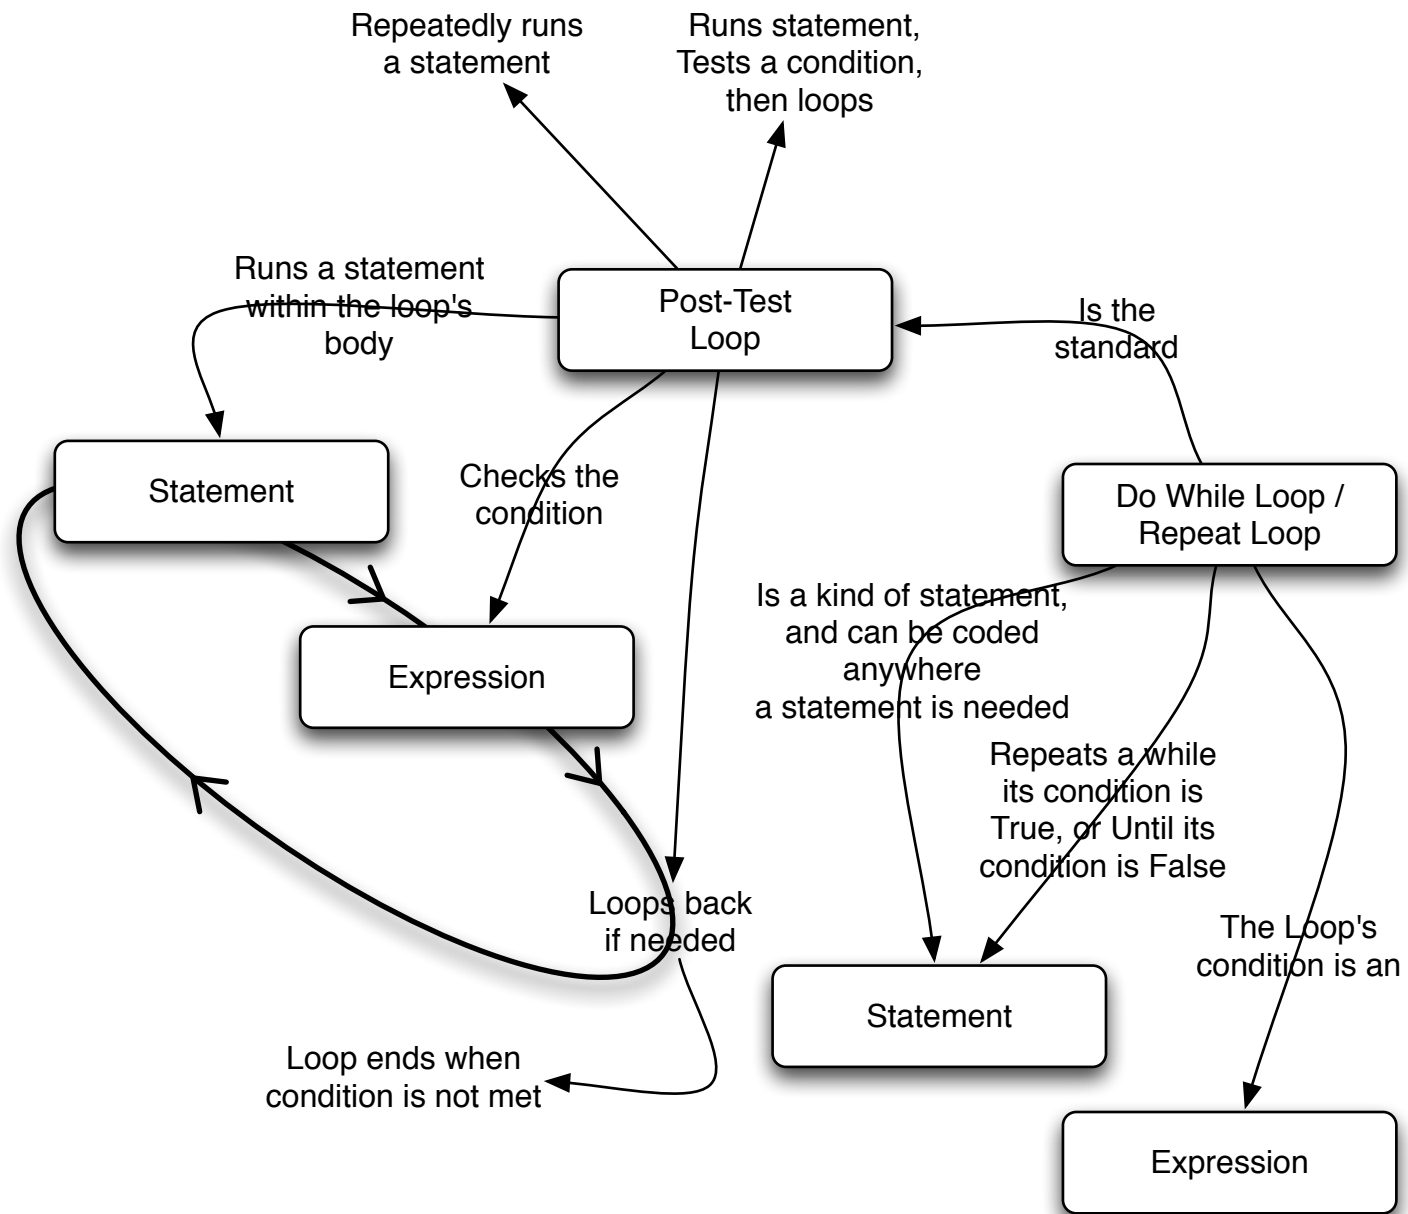 Repeatedly runs
a statement
Runs statement,
Tests a condition,
then loops
Runs a statement
within the loop's
body
Post-Test
Loop
Is the
standard
Statement
Checks the
condition
Do While Loop /
Repeat Loop
Expression
Is a kind of statement,
and can be coded
anywhere
a statement is needed
Repeats a while
its condition is
True, or Until its
condition is False
Loops back
if needed
The Loop's
condition is an
Statement
Loop ends when
condition is not met
Expression